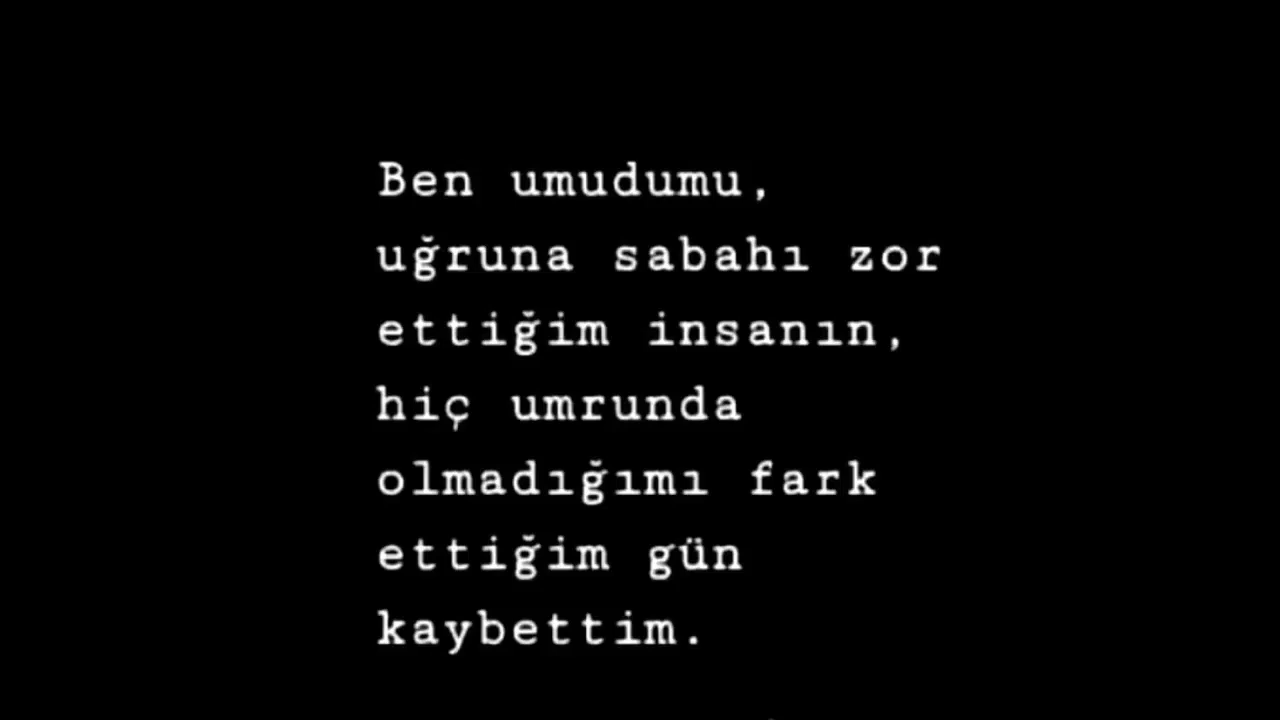 Ben umudumu,
uğruna sabahı zor
ettiğim insanın,
hiç umrunda
olmadığımı fark
ettiğim gün
kaybettim.